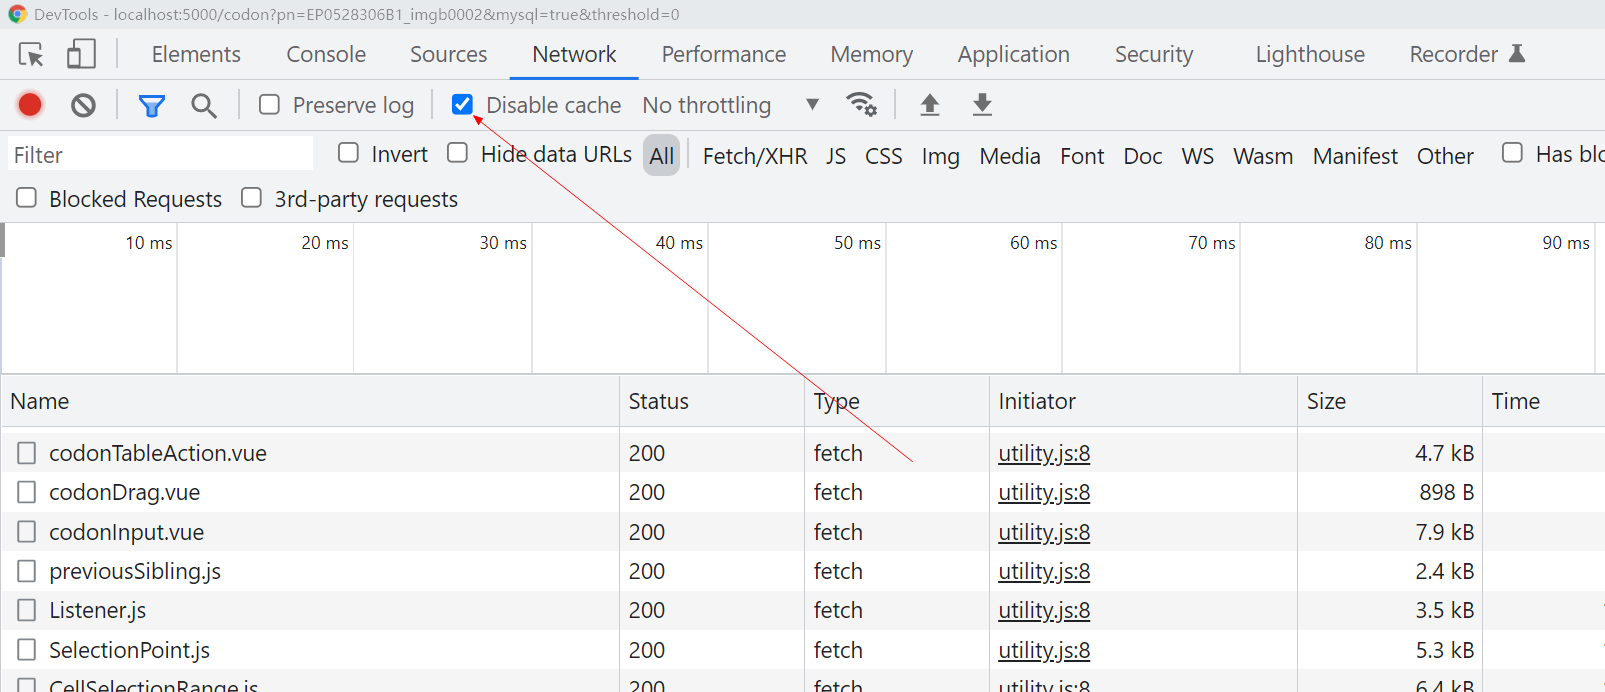 DevTools - localhost:5000/codon?pn=EP0528306B1_imgb0002&mysql=true&threshold=0
Elements Console Sources Network Performance Memory Application Security Lighthouse Recorder
Preserve log Disable cache No throttling
Filter Invert Hide data URLs All Fetch/XHR JS CSS Img Media Font Doc WS Wasm Manifest Other Has blo
Blocked Requests 3rd-party requests
10 ms 20 ms 30 ms 40 ms 50 ms 60 ms 70 ms 80 ms 90 ms
Name Status Type Initiator Size Time
codonTableAction.vue 200 fetch utility.js:8 4.7 kB
codonDrag.vue 200 fetch utility.js:8 898 B
codonInput.vue 200 fetch utility.js:8 7.9 kB
previousSibling.js 200 fetch utility.js:8 2.4 kB
Listener.js 200 fetch utility.js:8 3.5 kB
SelectionPoint.js 200 fetch utility.js:8 5.3 kB
CellSelectionRange.js 200 fetch utility.js:8 6.4 kB